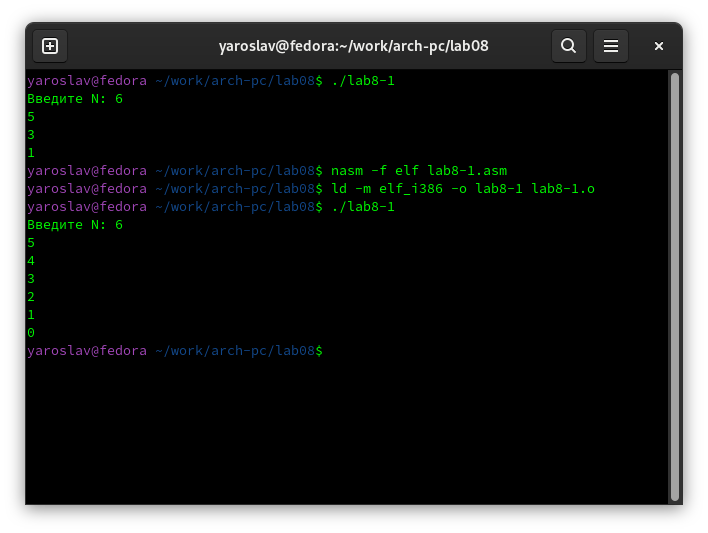 yaroslav@fedora:~/work/arch-pc/lab08
yaroslav@fedora ~/work/arch-pc/lab08$ ./lab8-1
Введите N: 6
5
3
1
yaroslav@fedora ~/work/arch-pc/lab08$ nasm -f elf lab8-1.asm
yaroslav@fedora ~/work/arch-pc/lab08$ ld -m elf_i386 -o lab8-1 lab8-1.o
yaroslav@fedora ~/work/arch-pc/lab08$ ./lab8-1
Введите N: 6
5
4
3
2
1
0
yaroslav@fedora ~/work/arch-pc/lab08$